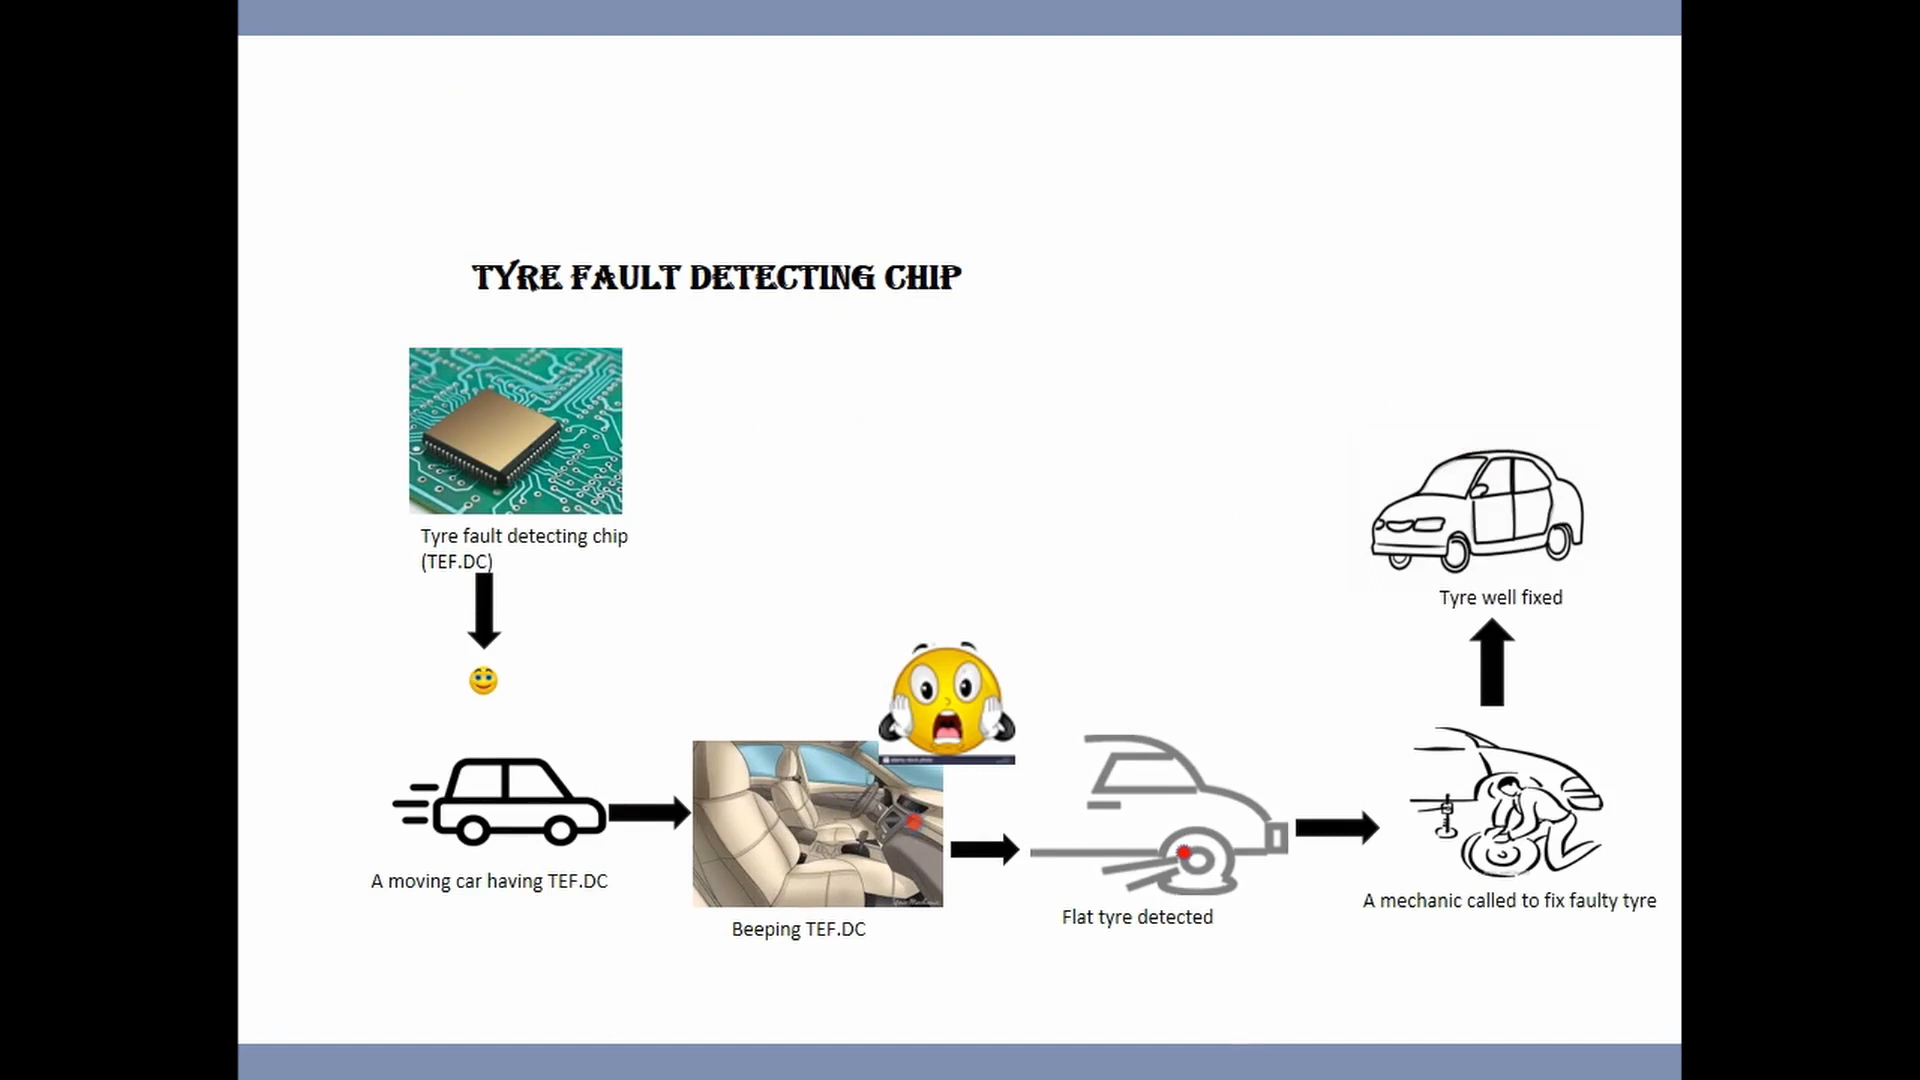 TYRE FAULT DETECTING CHIP
Tyre fault detecting chip
(TEF.DC)
Tyre well fixed
A moving car having TEF.DC
Beeping TEF.DC
Flat tyre detected
A mechanic called to fix faulty tyre